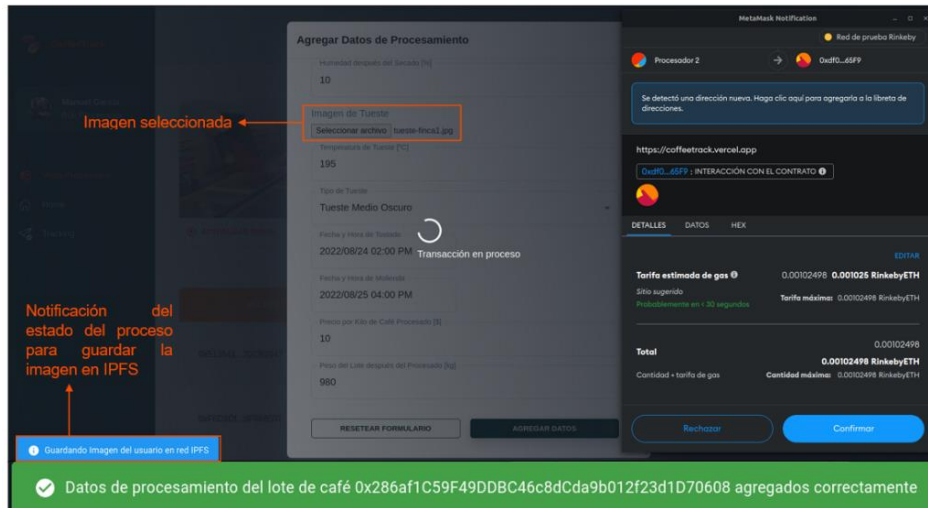 MetaMask Notification
Red de prueba Rinkeby
Agregar Datos de Procesamiento
Procesador 2
0xdf0...65F9
Humedad después del Secado [%]
10
Se detectó una dirección nueva. Haga clic aquí para agregarla a la libreta de
direcciones.
Imagen seleccionada
Imagen de Tueste
Seleccionar archivo tueste-finca1.jpg
Temperatura de Tueste [°C]
195
https://coffeetrack.vercel.app
0xdf0...65F9 : INTERACCIÓN CON EL CONTRATO
Tipo de Tueste
Tueste Medio Oscuro
DETALLES DATOS HEX
Fecha y Hora de Tostado
2022/08/24 02:00 PM
Transacción en proceso
EDITAR
Fecha y Hora de Molienda
2022/08/25 04:00 PM
Tarifa estimada de gas 0.00102498 0.001025 RinkebyETH
Sitio sugerido
Probablemente en < 30 segundos
Tarifa máxima: 0.00102498 RinkebyETH
Notificación del
estado del proceso
para guardar la
imagen en IPFS
Precio por Kilo de Café Procesado [$]
10
Peso del Lote después del Procesado [kg]
980
Total
0.00102498
0.00102498 RinkebyETH
Cantidad + tarifa de gas
Cantidad máxima: 0.00102498 RinkebyETH
RESETEAR FORMULARIO
AGREGAR DATOS
Rechazar
Confirmar
Guardando Imagen del usuario en red IPFS
Datos de procesamiento del lote de café 0x286af1C59F49DDBC46c8dCda9b012f23d1D70608 agregados correctamente